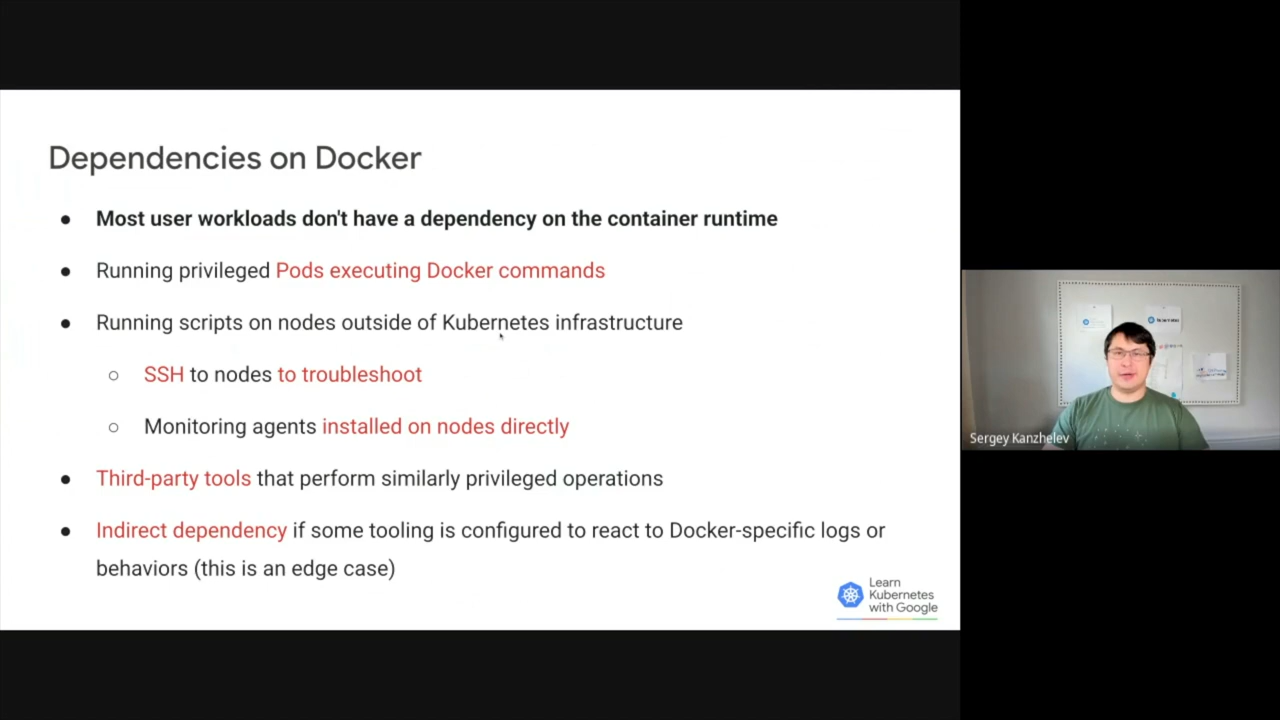 Dependencies on Docker
● Most user workloads don't have a dependency on the container runtime
● Running privileged Pods executing Docker commands
● Running scripts on nodes outside of Kubernetes infrastructure
○ SSH to nodes to troubleshoot
○ Monitoring agents installed on nodes directly
● Third-party tools that perform similarly privileged operations
● Indirect dependency if some tooling is configured to react to Docker-specific logs or
behaviors (this is an edge case)
Learn
Kubernetes
with Google
Sergey Kanzhelev